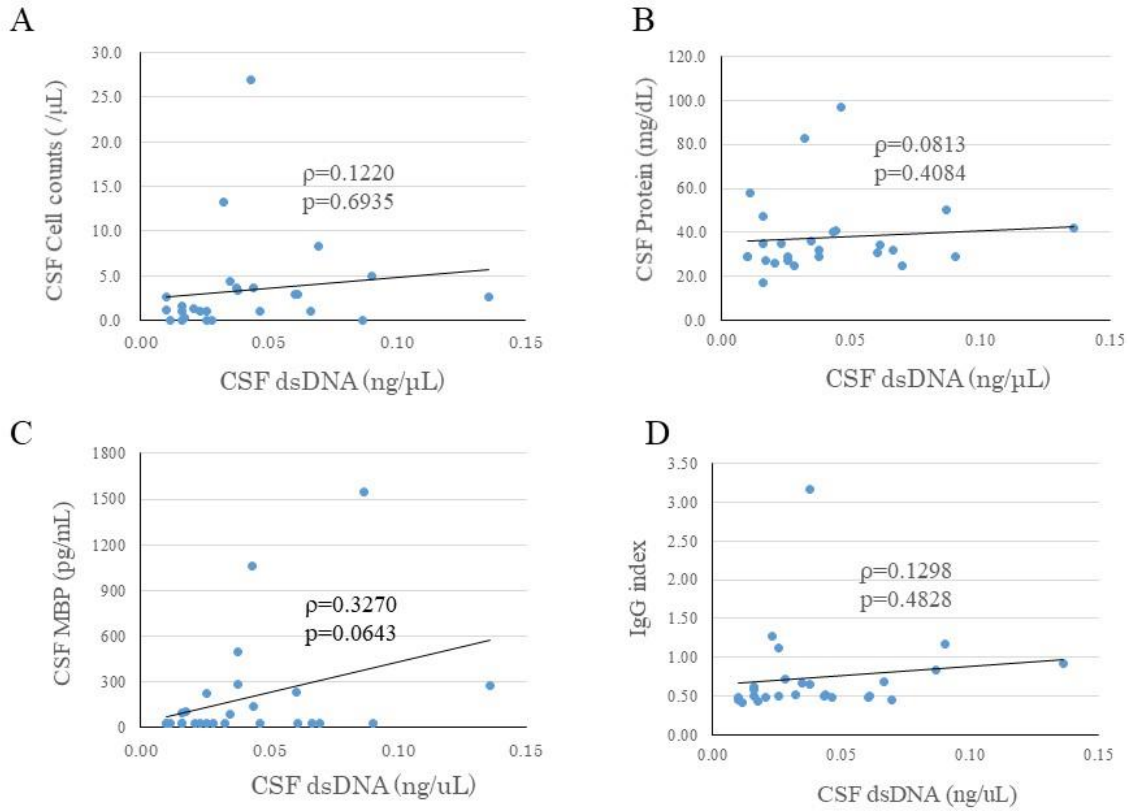 A
CSF Cell counts ( /µL)
30.0
25.0
20.0
15.0
10.0
5.0
0.0
ρ=0.1220
p=0.6935
0.00 0.05 0.10 0.15
CSF dsDNA (ng/µL)
B
CSF Protein (mg/dL)
120.0
100.0
80.0
60.0
40.0
20.0
0.0
ρ=0.0813
p=0.4084
0.00 0.05 0.10 0.15
CSF dsDNA (ng/µL)
C
CSF MBP (pg/mL)
1800
1500
1200
900
600
300
0
ρ=0.3270
p=0.0643
0.00 0.05 0.10 0.15
CSF dsDNA (ng/uL)
D
IgG index
3.50
3.00
2.50
2.00
1.50
1.00
0.50
0.00
ρ=0.1298
p=0.4828
0.00 0.05 0.10 0.15
CSF dsDNA (ng/uL)